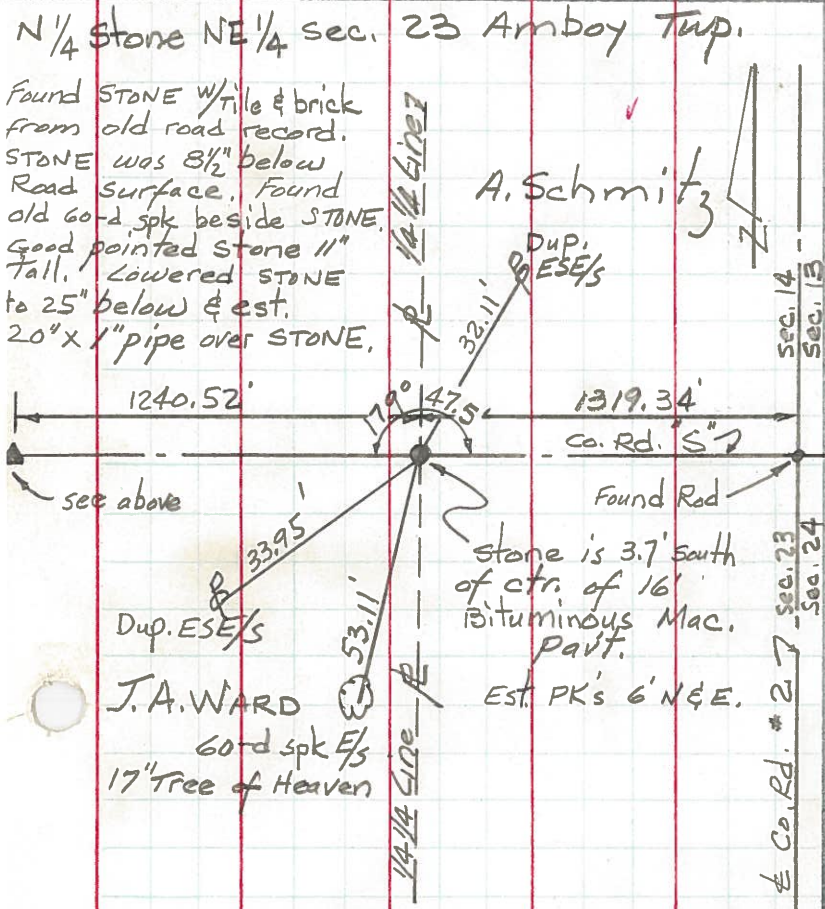 N 1/4 Stone NE 1/4 Sec. 23 Amboy Twp.
Found STONE w/Tile & brick
from old road record.
STONE was 8½" below
Road surface. Found
old 60-d spk beside STONE.
Good pointed stone 11"
Tall. Lowered STONE
to 25" below & est.
20" x 1" pipe over STONE.
¼ ¼ Line
A. Schmitz
N
Dup.
ESE/s
32.11'
sec. 14
sec. 13
1240.52'
179° 47.5'
1319.34'
Co. Rd. "S"
see above
Found Rod
33.95'
Dup. ESE/s
53.11'
stone is 3.7' south
of ctr. of 16'
Bituminous Mac.
Pav't.
Est. PK's 6' N & E.
J. A. WARD
60-d spk E/s
17" Tree of Heaven
¼ ¼ Line
Sec. 23
Sec. 24
℄ Co. Rd. # 27